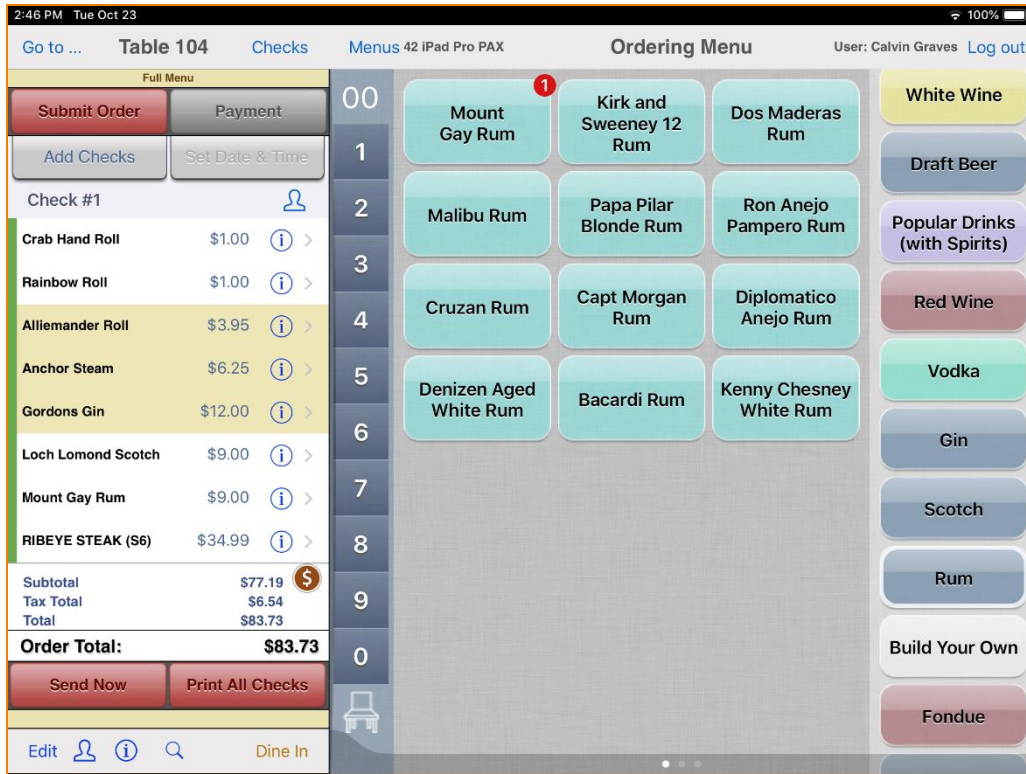 2:46 PM Tue Oct 23
100%
Go to ... Table 104 Checks
Menus 42 iPad Pro PAX Ordering Menu User: Calvin Graves Log out
Full Menu
Submit Order Payment
Add Checks Set Date & Time
Check #1
Crab Hand Roll $1.00
Rainbow Roll $1.00
Alliemander Roll $3.95
Anchor Steam $6.25
Gordons Gin $12.00
Loch Lomond Scotch $9.00
Mount Gay Rum $9.00
RIBEYE STEAK (S6) $34.99
Subtotal $77.19
Tax Total $6.54
Total $83.73
Order Total: $83.73
Send Now Print All Checks
Edit Dine In
00
1
2
3
4
5
6
7
8
9
0
1
Mount
Gay Rum
Kirk and
Sweeney 12
Rum
Dos Maderas
Rum
Malibu Rum
Papa Pilar
Blonde Rum
Ron Anejo
Pampero Rum
Cruzan Rum
Capt Morgan
Rum
Diplomatico
Anejo Rum
Denizen Aged
White Rum
Bacardi Rum
Kenny Chesney
White Rum
White Wine
Draft Beer
Popular Drinks
(with Spirits)
Red Wine
Vodka
Gin
Scotch
Rum
Build Your Own
Fondue